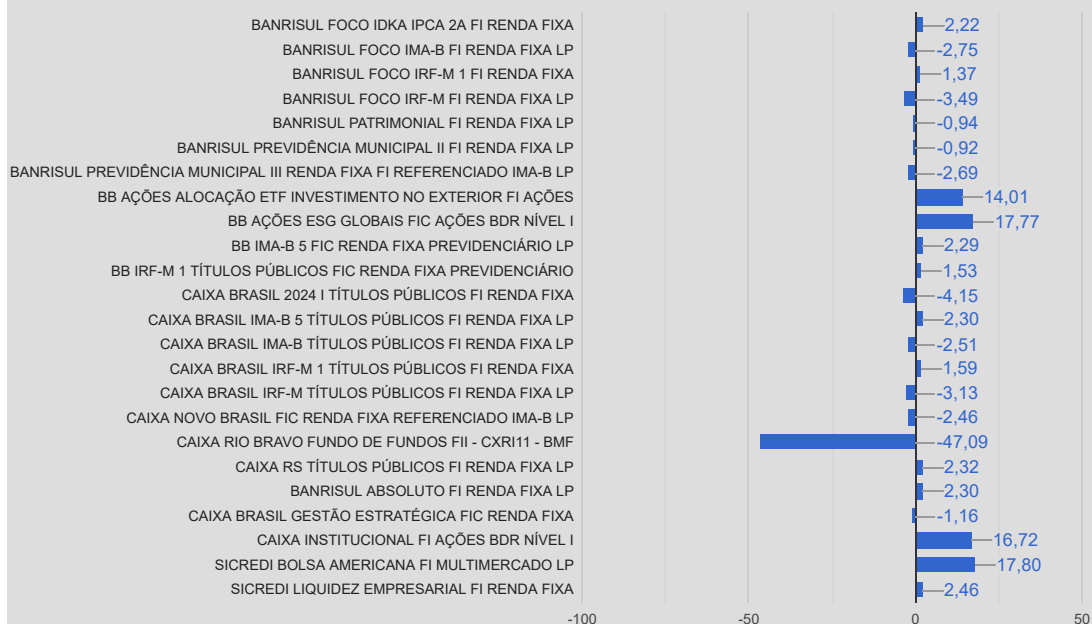 BANRISUL FOCO IDKA IPCA 2A FI RENDA FIXA 2,22
BANRISUL FOCO IMA-B FI RENDA FIXA LP -2,75
BANRISUL FOCO IRF-M 1 FI RENDA FIXA 1,37
BANRISUL FOCO IRF-M FI RENDA FIXA LP -3,49
BANRISUL PATRIMONIAL FI RENDA FIXA LP -0,94
BANRISUL PREVIDÊNCIA MUNICIPAL II FI RENDA FIXA LP -0,92
BANRISUL PREVIDÊNCIA MUNICIPAL III RENDA FIXA FI REFERENCIADO IMA-B LP -2,69
BB AÇÕES ALOCAÇÃO ETF INVESTIMENTO NO EXTERIOR FI AÇÕES 14,01
BB AÇÕES ESG GLOBAIS FIC AÇÕES BDR NÍVEL I 17,77
BB IMA-B 5 FIC RENDA FIXA PREVIDENCIÁRIO LP 2,29
BB IRF-M 1 TÍTULOS PÚBLICOS FIC RENDA FIXA PREVIDENCIÁRIO 1,53
CAIXA BRASIL 2024 I TÍTULOS PÚBLICOS FI RENDA FIXA -4,15
CAIXA BRASIL IMA-B 5 TÍTULOS PÚBLICOS FI RENDA FIXA LP 2,30
CAIXA BRASIL IMA-B TÍTULOS PÚBLICOS FI RENDA FIXA LP -2,51
CAIXA BRASIL IRF-M 1 TÍTULOS PÚBLICOS FI RENDA FIXA 1,59
CAIXA BRASIL IRF-M TÍTULOS PÚBLICOS FI RENDA FIXA LP -3,13
CAIXA NOVO BRASIL FIC RENDA FIXA REFERENCIADO IMA-B LP -2,46
CAIXA RIO BRAVO FUNDO DE FUNDOS FII - CXRI11 - BMF -47,09
CAIXA RS TÍTULOS PÚBLICOS FI RENDA FIXA LP 2,32
BANRISUL ABSOLUTO FI RENDA FIXA LP 2,30
CAIXA BRASIL GESTÃO ESTRATÉGICA FIC RENDA FIXA -1,16
CAIXA INSTITUCIONAL FI AÇÕES BDR NÍVEL I 16,72
SICREDI BOLSA AMERICANA FI MULTIMERCADO LP 17,80
SICREDI LIQUIDEZ EMPRESARIAL FI RENDA FIXA 2,46
-100 -50 0 50